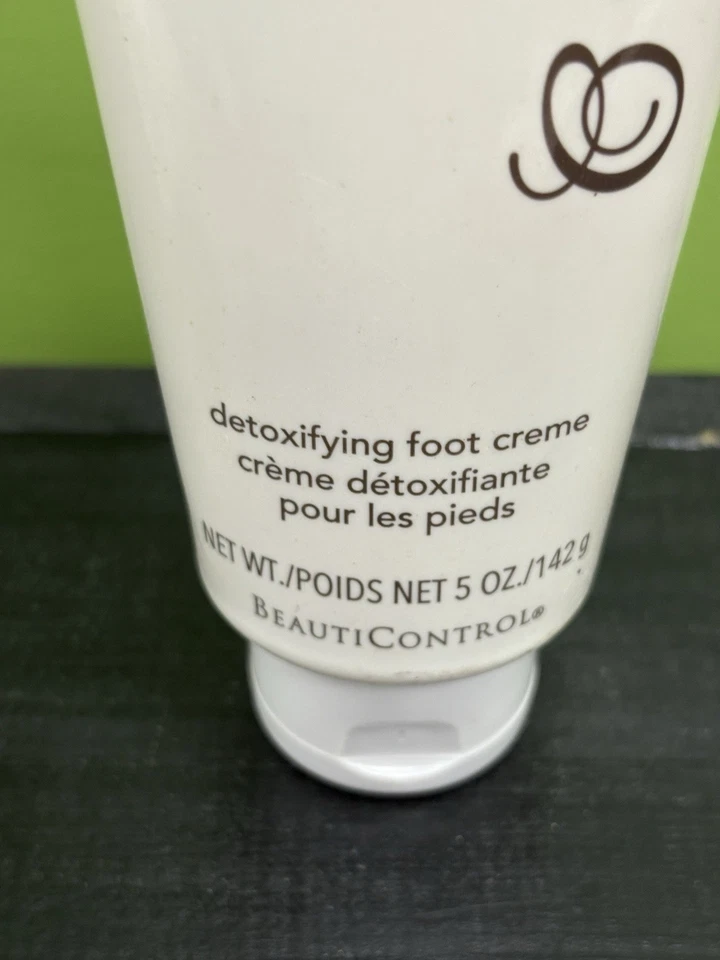 detoxifying foot creme
crème détoxifiante
pour les pieds
NET WT./POIDS NET 5 OZ./142 g
BEAUTICONTROL®